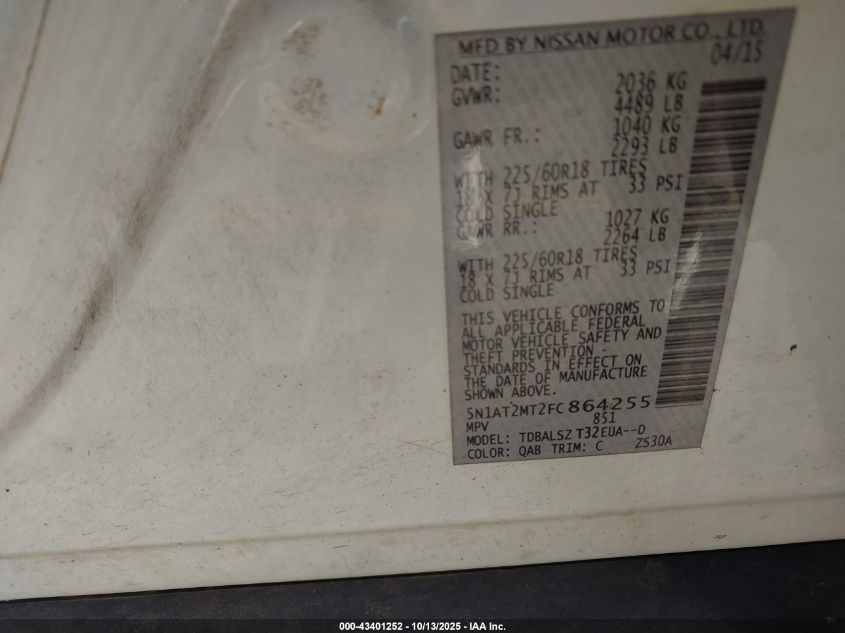 MFD BY NISSAN MOTOR CO., LTD.
DATE: 04/15
GVWR: 2036 KG
4489 LB
GAWR FR.: 1040 KG
2293 LB
WITH 225/60R18 TIRES
18 X 7J RIMS AT 33 PSI
COLD SINGLE
GAWR RR.: 1027 KG
2264 LB
WITH 225/60R18 TIRES
18 X 7J RIMS AT 33 PSI
COLD SINGLE
THIS VEHICLE CONFORMS TO
ALL APPLICABLE FEDERAL
MOTOR VEHICLE SAFETY AND
THEFT PREVENTION -
STANDARDS IN EFFECT ON
THE DATE OF MANUFACTURE
SHOWN ABOVE.
5N1AT2MT2FC864255
MPV 851
MODEL: TDBALSZ T32EUA--D
COLOR: QAB TRIM: C ZS30A
000-43401252 - 10/13/2025 - IAA Inc.